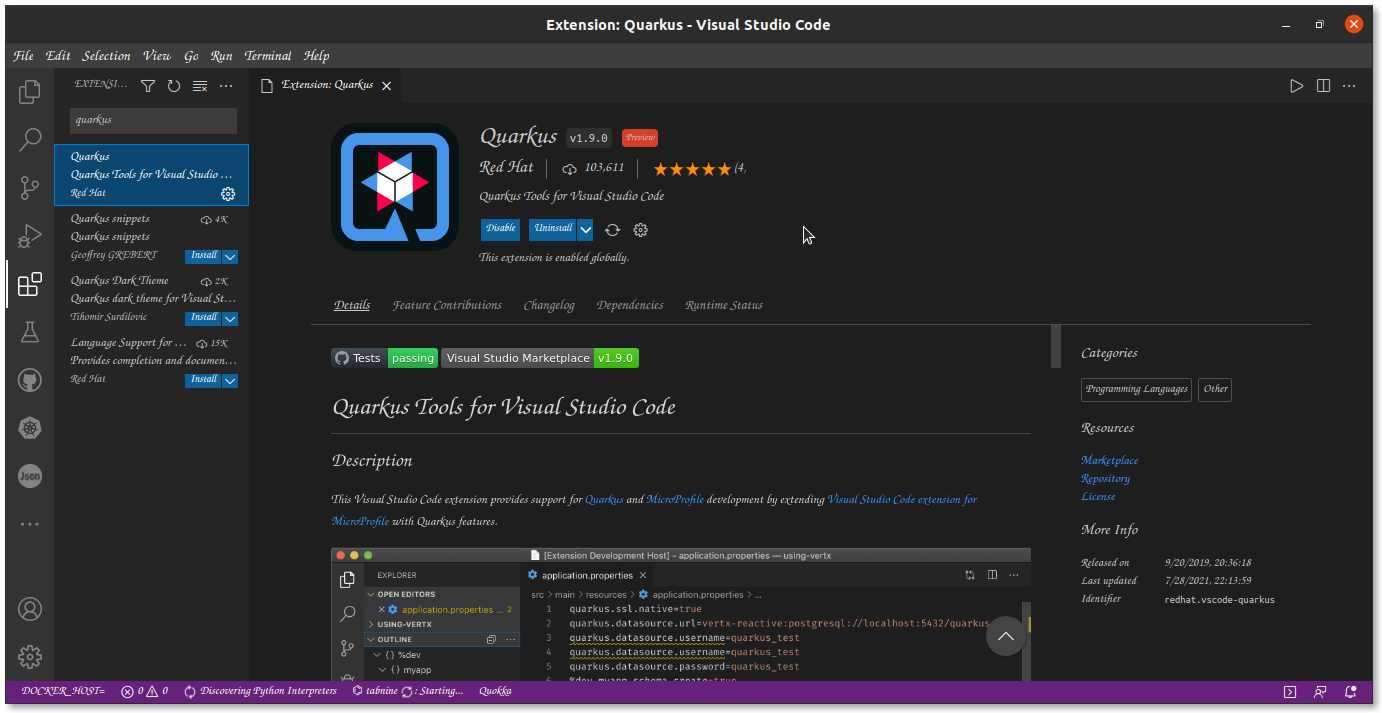 Extension: Quarkus - Visual Studio Code
File Edit Selection View Go Run Terminal Help
EXTENSI...
Extension: Quarkus
quarkus
Quarkus
Quarkus Tools for Visual Studio ...
Red Hat
Quarkus snippets 4K
Quarkus snippets
Geoffrey GREBERT Install
Quarkus Dark Theme 2K
Quarkus dark theme for Visual St...
Tihomir Surdilovic Install
Language Support for ... 15K
Provides completion and documen...
Red Hat Install
Quarkus v1.9.0 Preview
Red Hat 103,611 (4,
Quarkus Tools for Visual Studio Code
Disable Uninstall
This extension is enabled globally.
Details Feature Contributions Changelog Dependencies Runtime Status
Tests passing Visual Studio Marketplace v1.9.0
Quarkus Tools for Visual Studio Code
Description
This Visual Studio Code extension provides support for Quarkus and MicroProfile development by extending Visual Studio Code extension for
MicroProfile with Quarkus features.
[Extension Development Host] - application.properties — using-vertx
EXPLORER
OPEN EDITORS
application.properties ... 2
USING-VERTX
OUTLINE
{} %dev
{} myapp
application.properties
src > main > resources > application.properties > ...
1 quarkus.ssl.native=true
2 quarkus.datasource.url=vertx-reactive:postgresql://localhost:5432/quarkus
3 quarkus.datasource.username=quarkus_test
4 quarkus.datasource.username=quarkus_test
5 quarkus.datasource.password=quarkus_test
6 %dev.myapp.schema.create=true
Categories
Programming Languages Other
Resources
Marketplace
Repository
License
More Info
Released on 9/20/2019, 20:36:18
Last updated 7/28/2021, 22:13:59
Identifier redhat.vscode-quarkus
Json
DOCKER_HOST= 0 0 Discovering Python Interpreters tabnine : Starting... Quokka